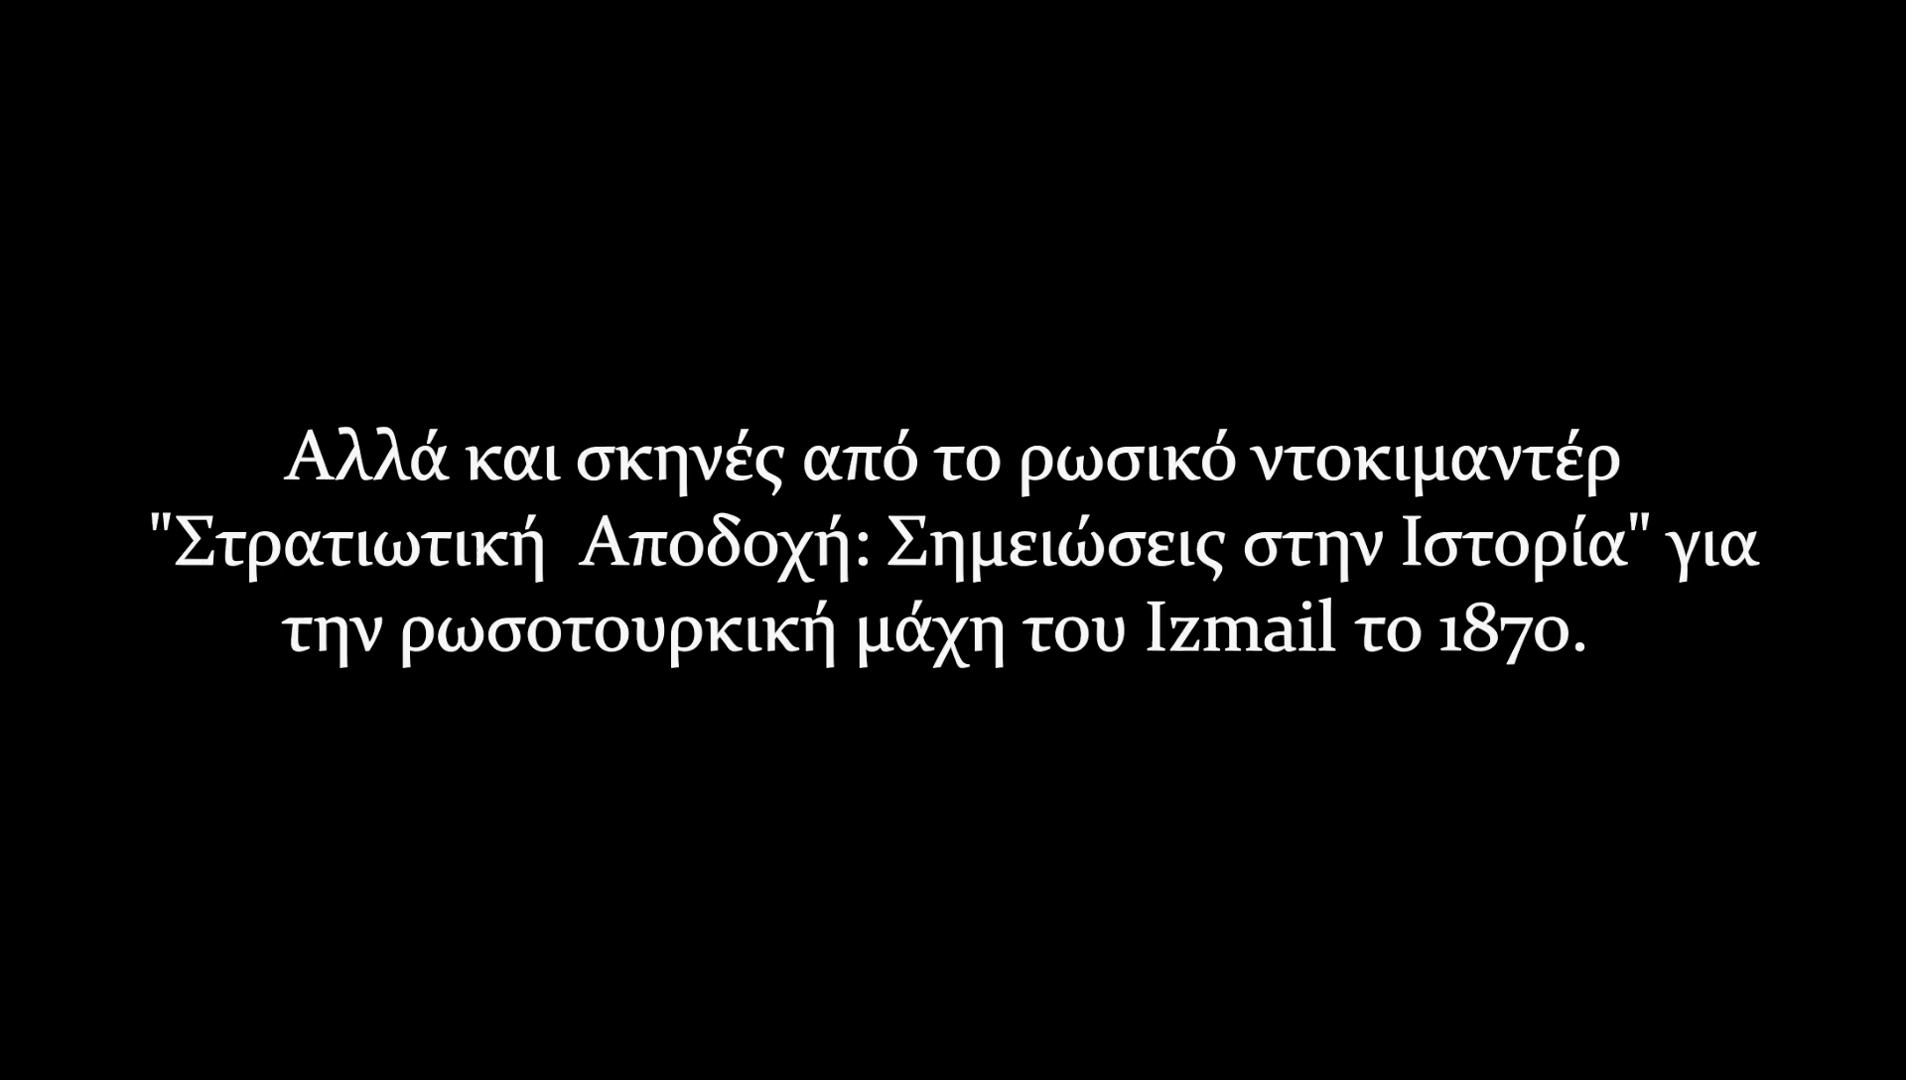 Αλλά και σκηνές από το ρωσικό ντοκιμαντέρ
"Στρατιωτική  Αποδοχή: Σημειώσεις στην Ιστορία" για
την ρωσοτουρκική μάχη του Izmail το 1870.